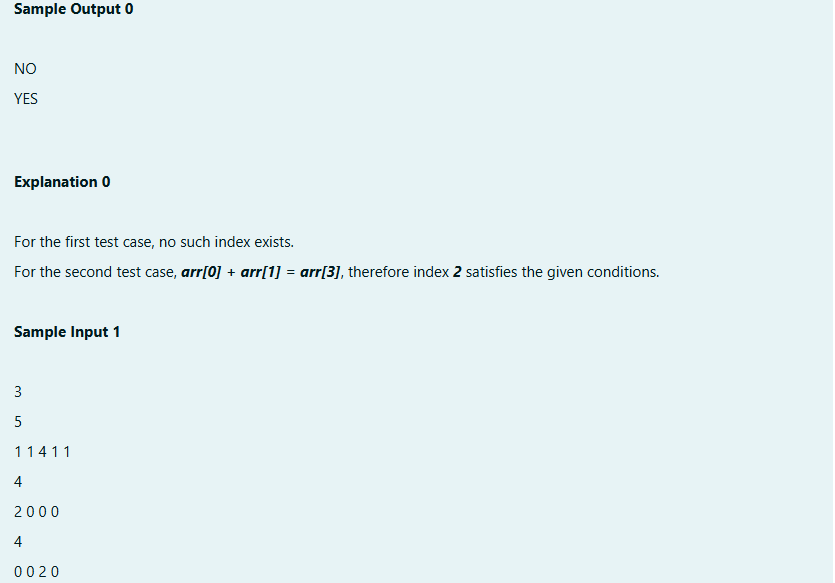 Sample Output 0
NO
YES
Explanation 0
For the first test case, no such index exists.
For the second test case, arr[0] + arr[1] = arr[3], therefore index 2 satisfies the given conditions.
Sample Input 1
3
5
1 1 4 1 1
4
2 0 0 0
4
0 0 2 0